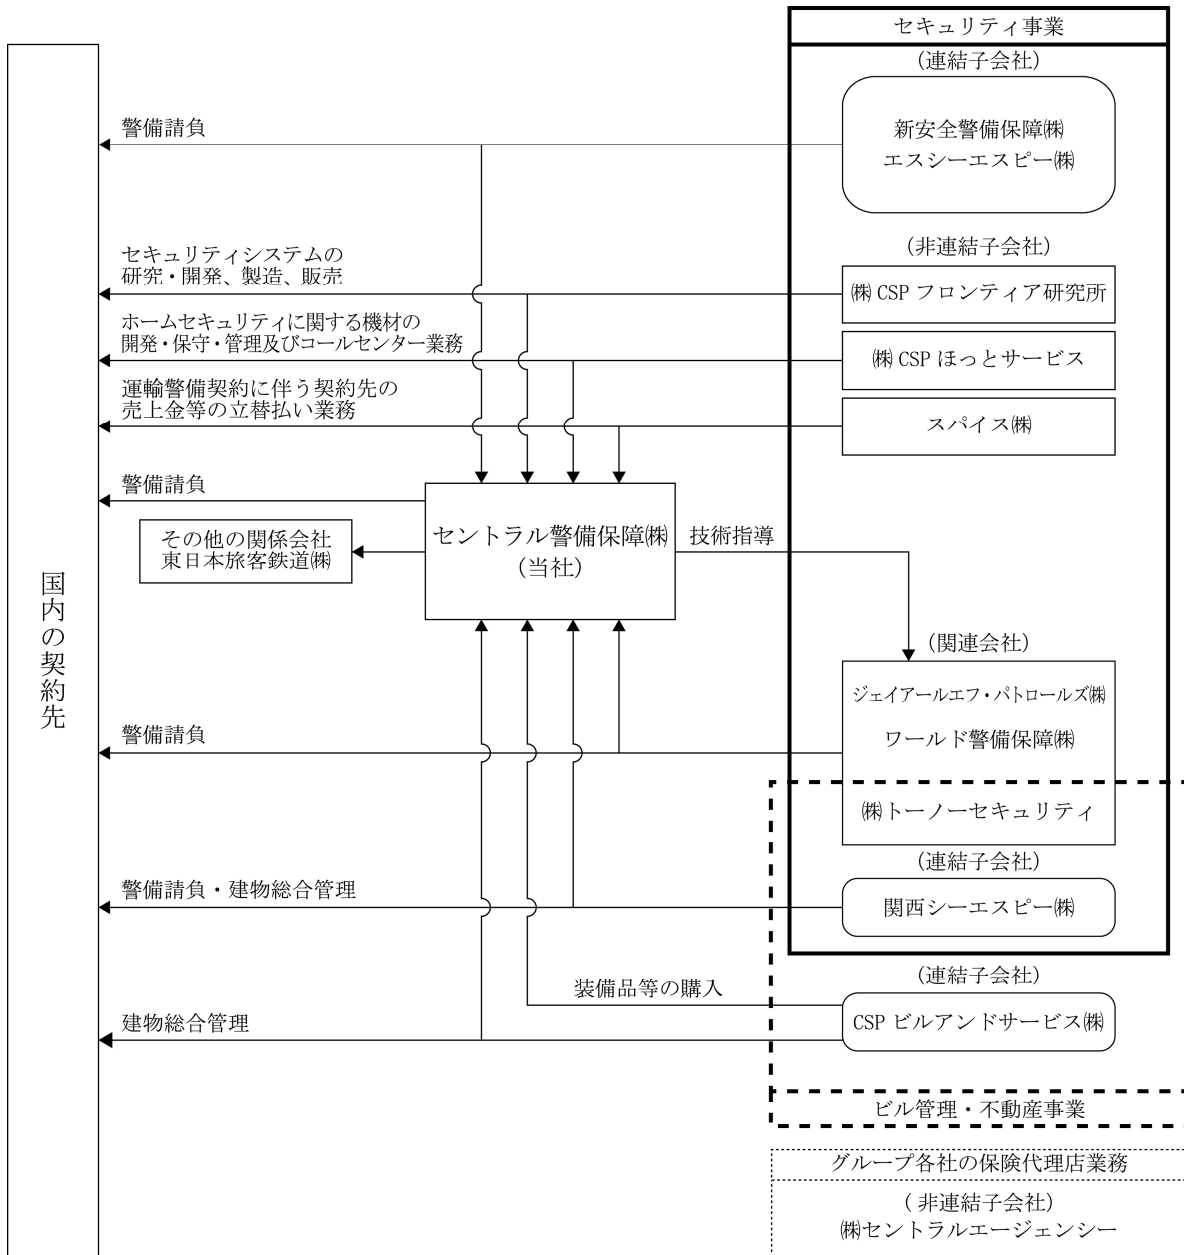 セキュリティ事業
(連結子会社)
新安全警備保障㈱
エスシーエスピー㈱
警備請負
(非連結子会社)
セキュリティシステムの
研究・開発、製造、販売
㈱CSPフロンティア研究所
ホームセキュリティに関する機材の
開発・保守・管理及びコールセンター業務
㈱CSPほっとサービス
運輸警備契約に伴う契約先の
売上金等の立替払い業務
スパイス㈱
警備請負
セントラル警備保障㈱
(当社)
技術指導
その他の関係会社
東日本旅客鉄道㈱
国内の契約先
(関連会社)
ジェイアールエフ・パトロールズ㈱
ワールド警備保障㈱
警備請負
㈱トーノーセキュリティ
(連結子会社)
警備請負・建物総合管理
関西シーエスピー㈱
(連結子会社)
装備品等の購入
CSPビルアンドサービス㈱
建物総合管理
ビル管理・不動産事業
グループ各社の保険代理店業務
(非連結子会社)
㈱セントラルエージェンシー